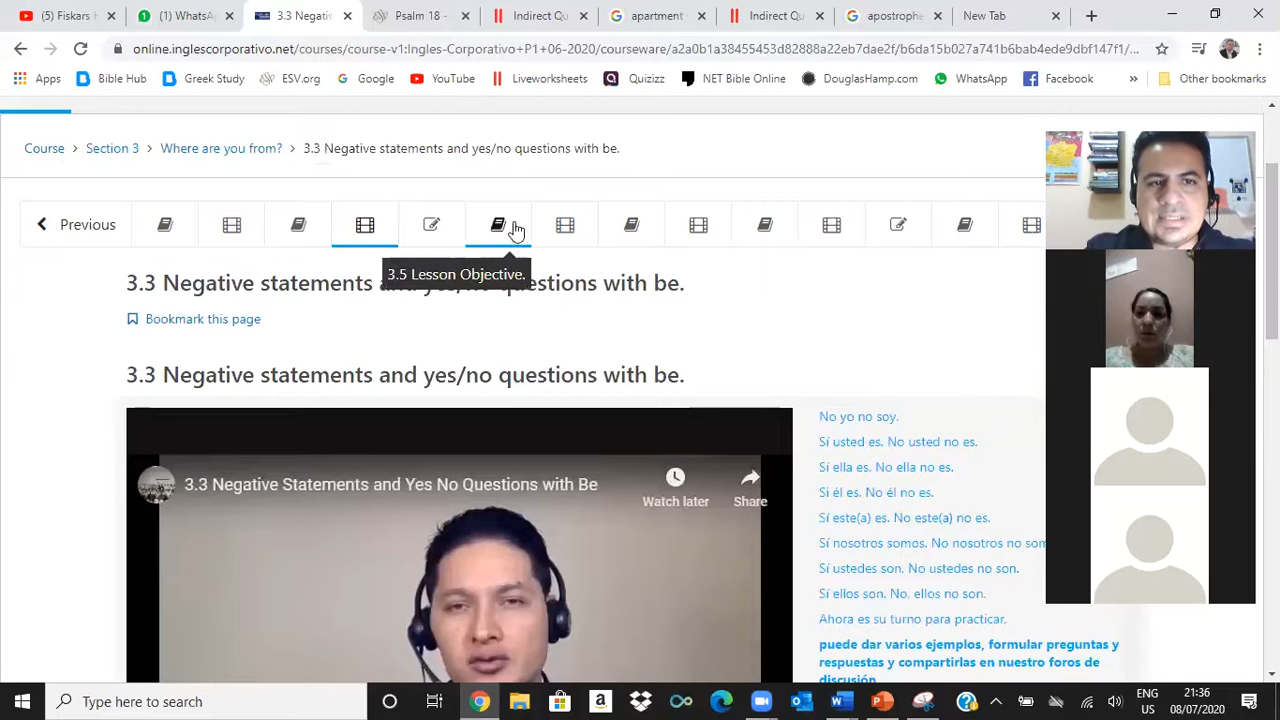 (5) Fiskars
(1) WhatsA
3.3 Negativ
Psalm 18 -
Indirect Qu
apartment
Indirect Qu
apostrophe
New Tab
online.inglescorporativo.net/courses/course-v1:Ingles-Corporativo+P1+06-2020/courseware/a2a0b1a38455453d82888a22eb7dae2f/b6da15b027a741b6bab4ede9dbf147f1/...
Apps
Bible Hub
Greek Study
ESV.org
Google
YouTube
Liveworksheets
Quizizz
NET Bible Online
DouglasHamp.com
WhatsApp
Facebook
»
Other bookmarks
Course > Section 3 > Where are you from? > 3.3 Negative statements and yes/no questions with be.
Previous
3.5 Lesson Objective.
3.3 Negative statements and yes/no questions with be.
Bookmark this page
3.3 Negative statements and yes/no questions with be.
3.3 Negative Statements and Yes No Questions with Be
Watch later
Share
No yo no soy.
Sí usted es. No usted no es.
Sí ella es. No ella no es.
Si él es. No él no es.
Sí este(a) es. No este(a) no es.
Sí nosotros somos. No nosotros no som
Sí ustedes son. No ustedes no son.
Sí ellos son. No, ellos no son.
Ahora es su turno para practicar,
puede dar varios ejemplos, formular preguntas y
respuestas y compartirlas en nuestro foros de
discusión
Type here to search
ENG
US
21:36
08/07/2020